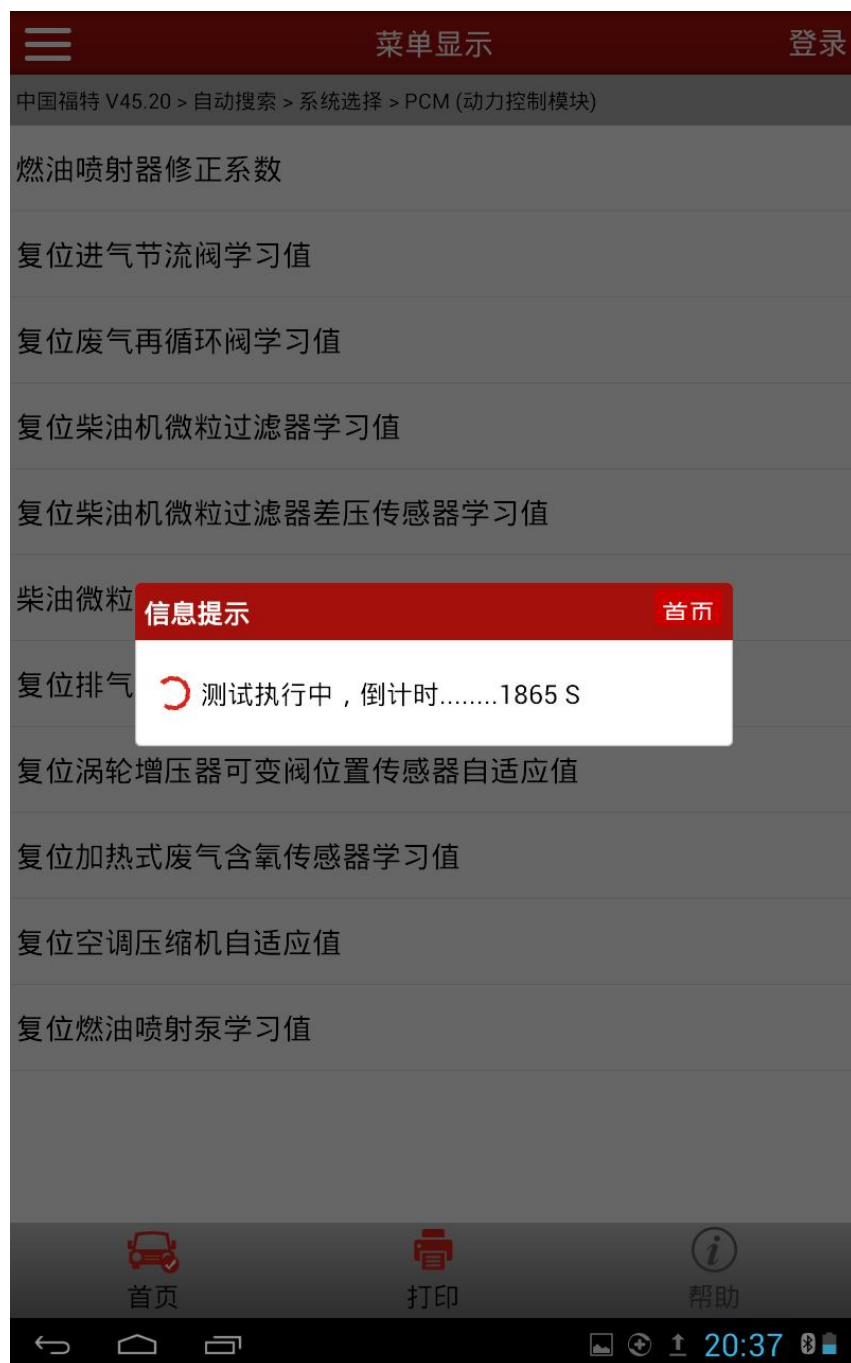 菜单显示
登录
中国福特 V45.20 > 自动搜索 > 系统选择 > PCM (动力控制模块)
燃油喷射器修正系数
复位进气节流阀学习值
复位废气再循环阀学习值
复位柴油机微粒过滤器学习值
复位柴油机微粒过滤器差压传感器学习值
柴油微粒
信息提示
首页
复位排气
测试执行中，倒计时........1865 S
复位涡轮增压器可变阀位置传感器自适应值
复位加热式废气含氧传感器学习值
复位空调压缩机自适应值
复位燃油喷射泵学习值
首页
打印
帮助
20:37